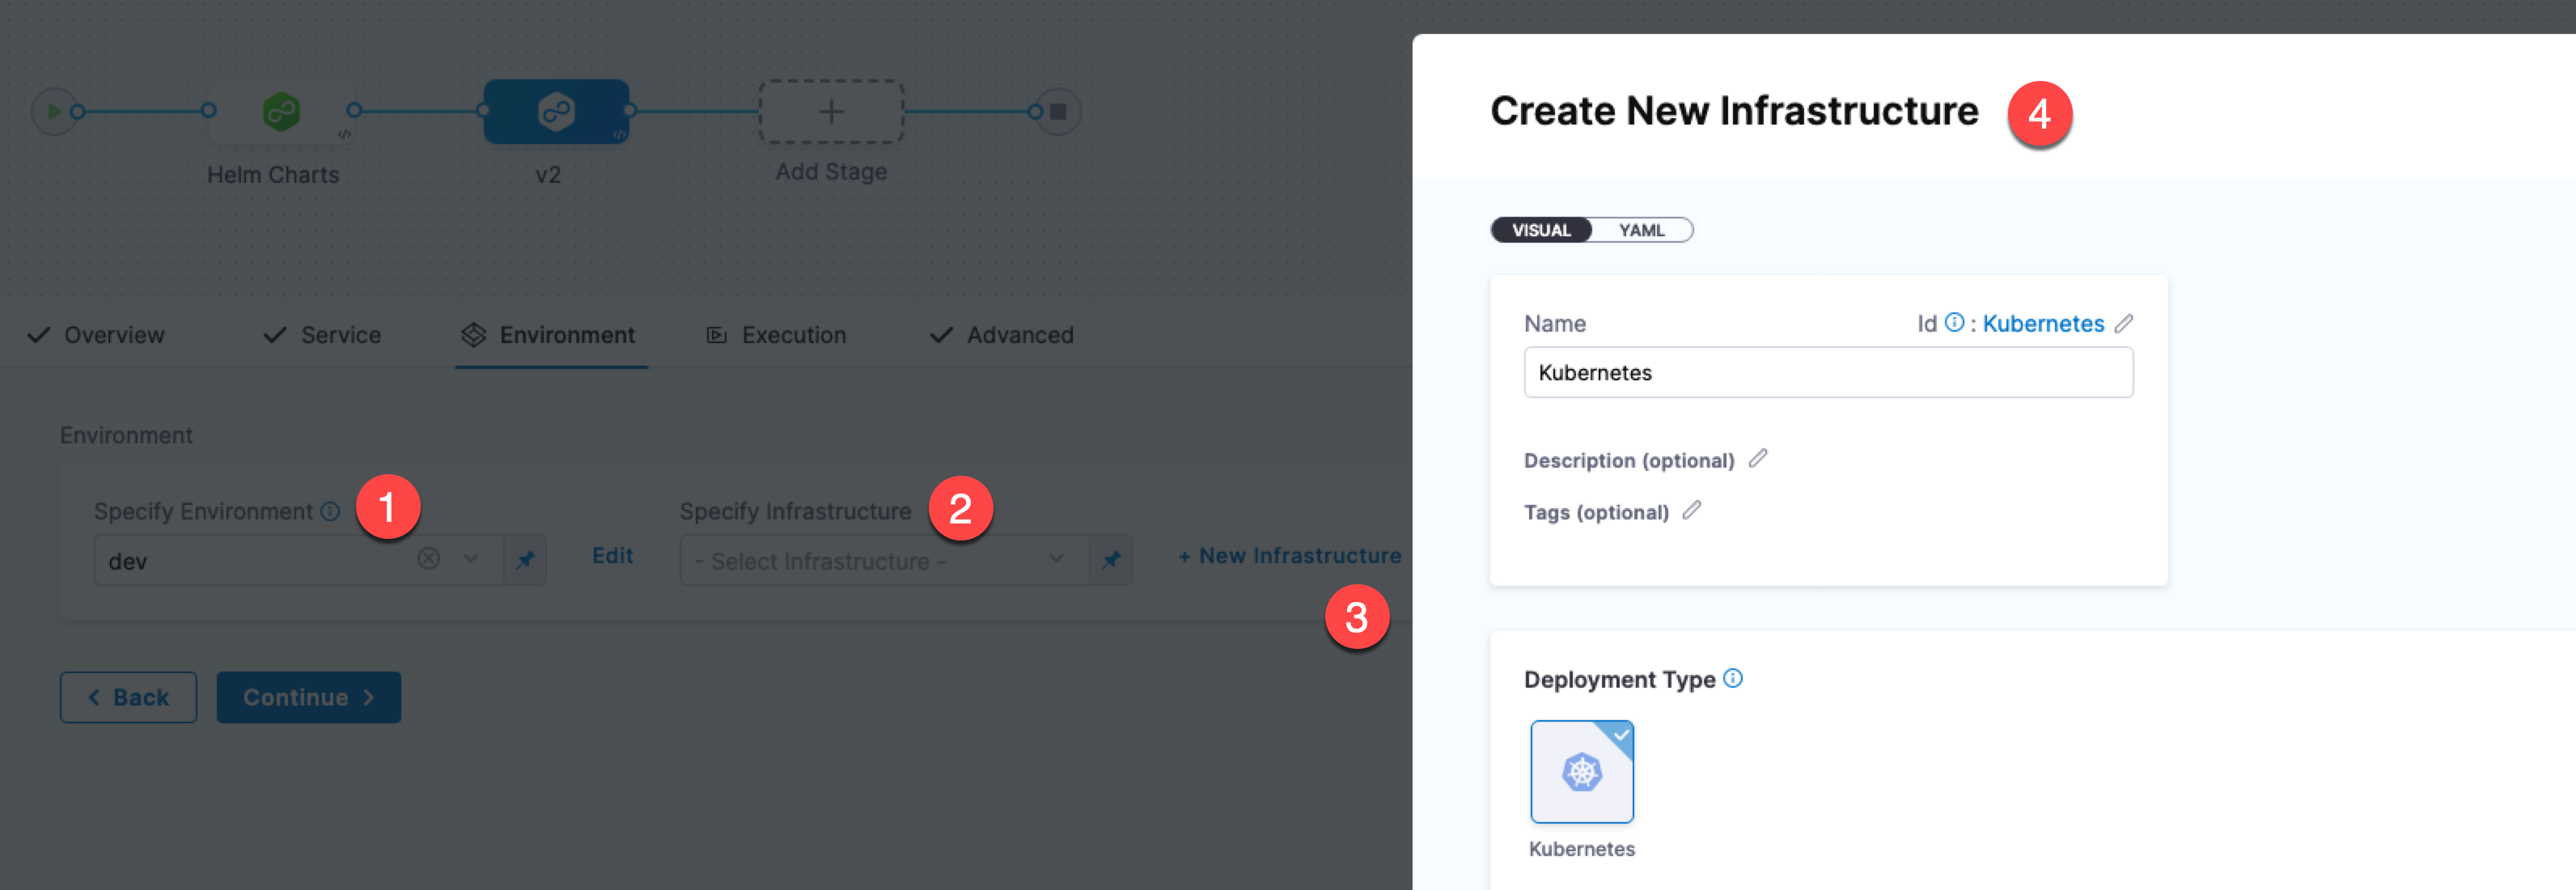 Helm Charts
</>
v2
</>
+
Add Stage
Overview
Service
Environment
Execution
Advanced
Environment
Specify Environment
1
dev
Edit
Specify Infrastructure
2
- Select Infrastructure -
+ New Infrastructure
3
Back
Continue
Create New Infrastructure
4
VISUAL
YAML
Name
Id : Kubernetes
Kubernetes
Description (optional)
Tags (optional)
Deployment Type
Kubernetes